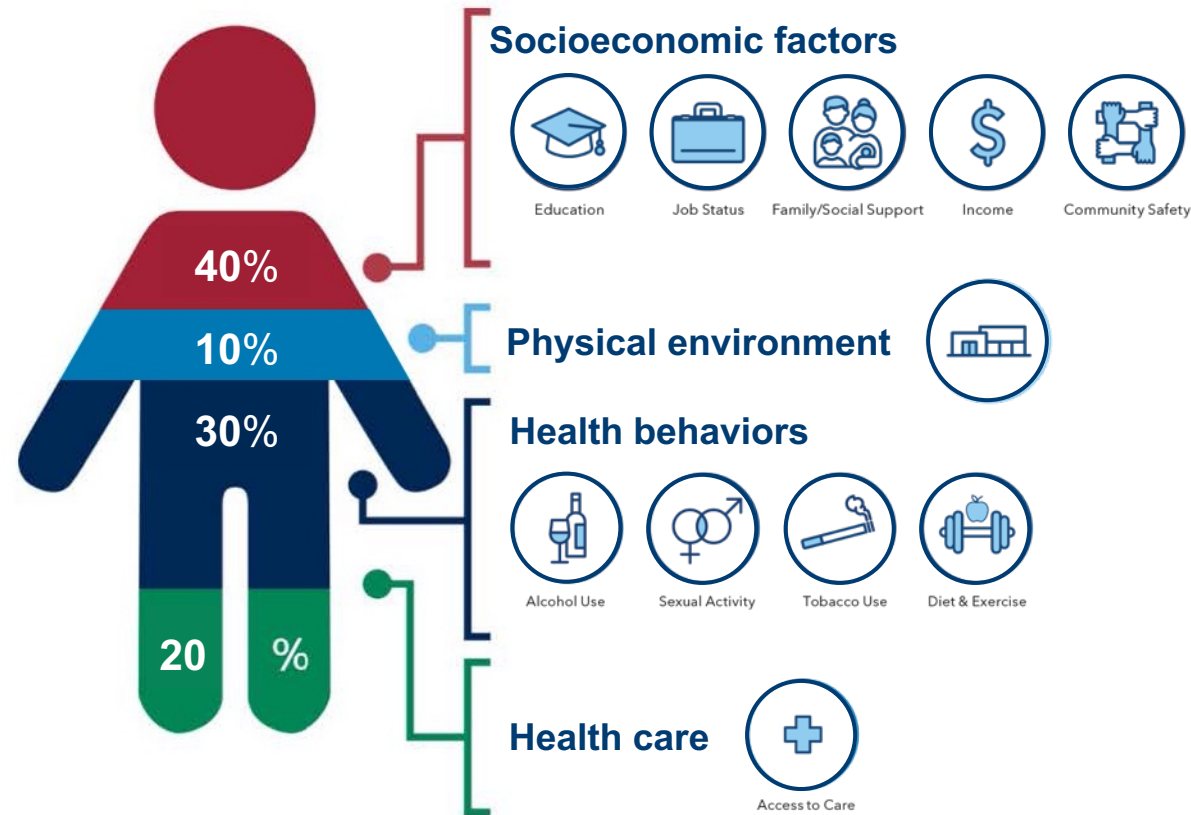 Socioeconomic factors
$
Education
Job Status
Family/Social Support
Income
Community Safety
40%
10%
Physical environment
30%
Health behaviors
Alcohol Use
Sexual Activity
Tobacco Use
Diet & Exercise
20 %
Health care
Access to Care